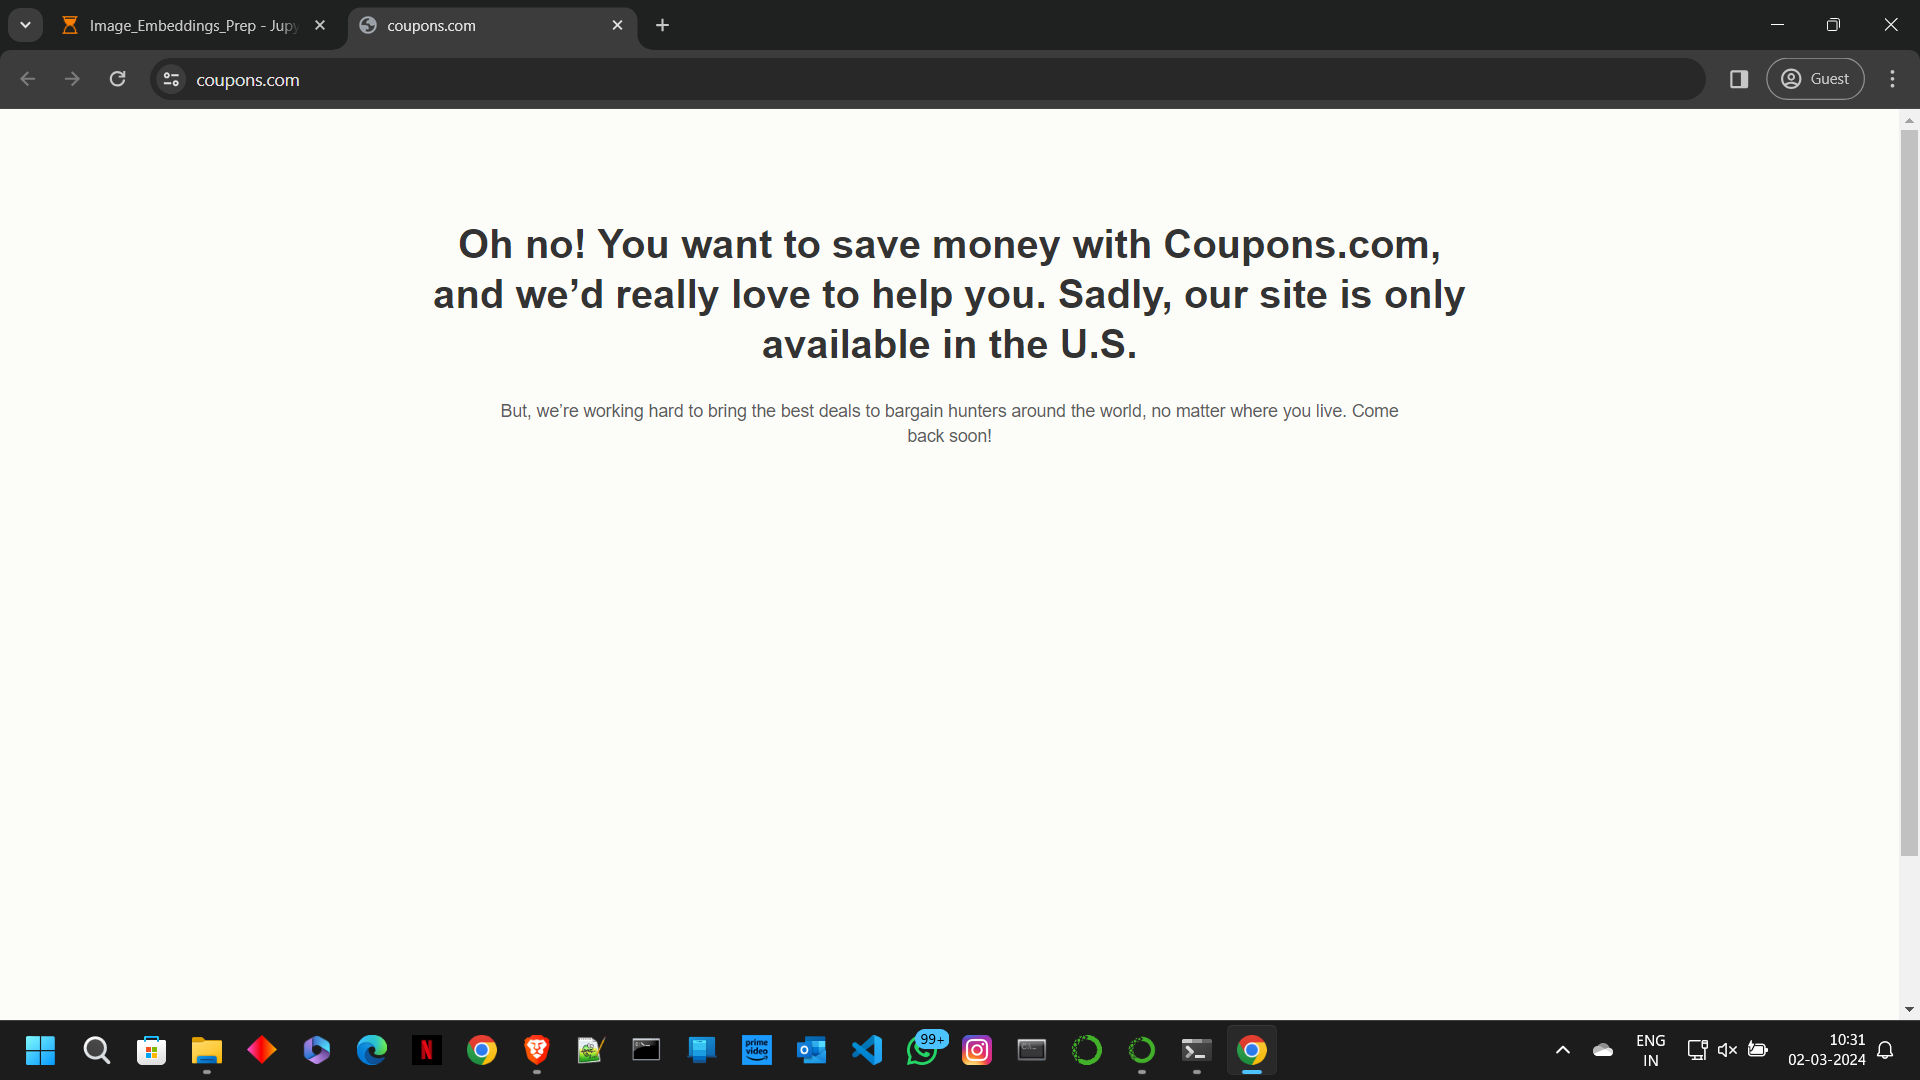 Image_Embeddings_Prep - Jupy
coupons.com
coupons.com
Guest
Oh no! You want to save money with Coupons.com,
and we’d really love to help you. Sadly, our site is only
available in the U.S.
But, we’re working hard to bring the best deals to bargain hunters around the world, no matter where you live. Come
back soon!
N
prime
video
99+
ENG
IN
10:31
02-03-2024